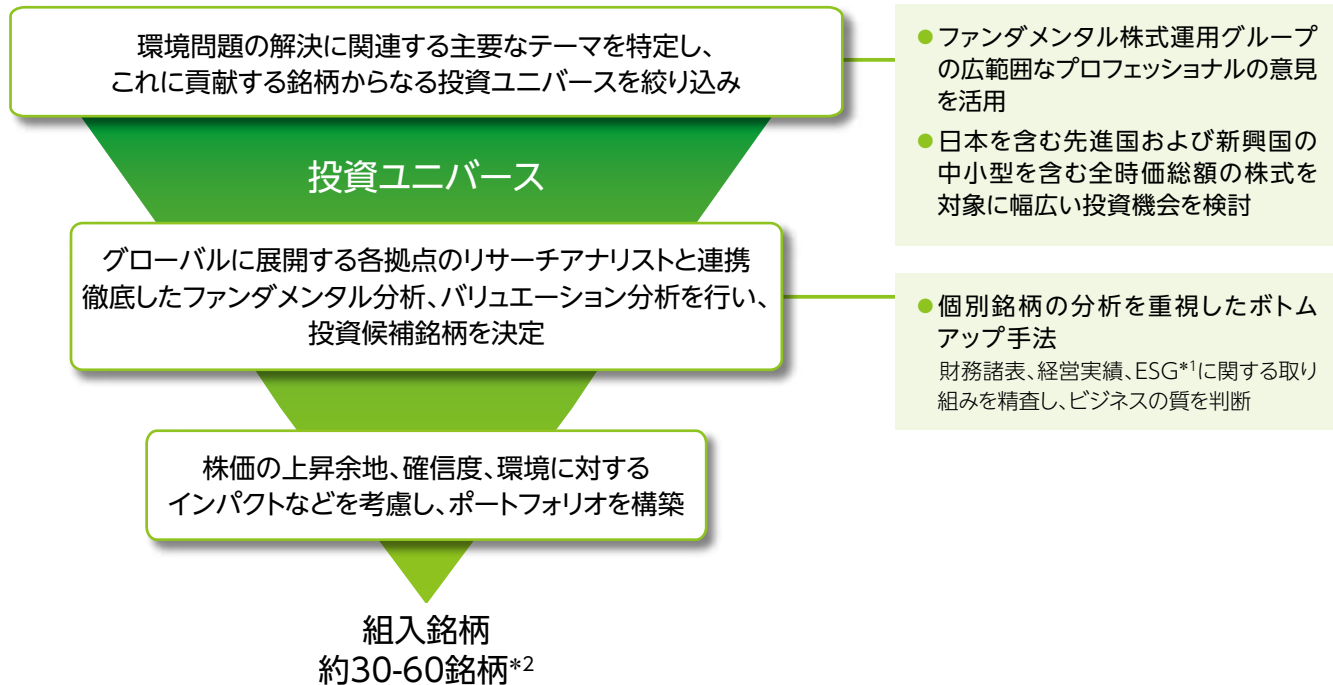 環境問題の解決に関連する主要なテーマを特定し、
これに貢献する銘柄からなる投資ユニバースを絞り込み
●ファンダメンタル株式運用グループ
の広範囲なプロフェッショナルの意見
を活用
●日本を含む先進国および新興国の
中小型を含む全時価総額の株式を
対象に幅広い投資機会を検討
投資ユニバース
グローバルに展開する各拠点のリサーチアナリストと連携
徹底したファンダメンタル分析、バリュエーション分析を行い、
投資候補銘柄を決定
●個別銘柄の分析を重視したボトム
アップ手法
財務諸表、経営実績、ESG*1に関する取り
組みを精査し、ビジネスの質を判断
株価の上昇余地、確信度、環境に対する
インパクトなどを考慮し、ポートフォリオを構築
組入銘柄
約30-60銘柄*2